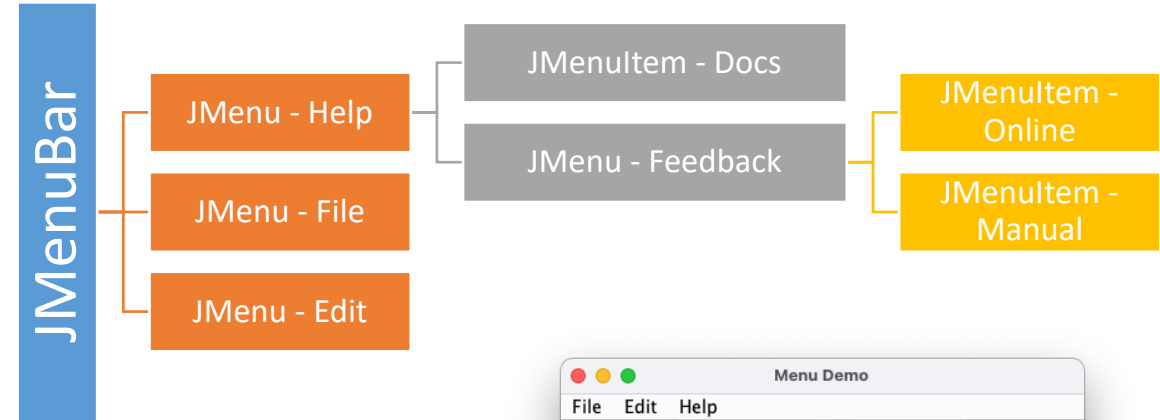 JMenuBar
JMenu - Help
JMenu - File
JMenu - Edit
JMenuItem - Docs
JMenu - Feedback
JMenuItem -
Online
JMenuItem -
Manual
Menu Demo
File Edit Help